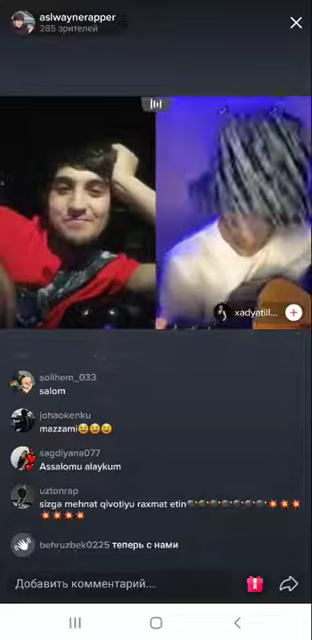 aslwaynerapper
285 зрителей
xadyatill...
solihem_033
salom
johaokenku
mazzami😆😆😆
sagdiyana077
Assalomu alaykum
uztonrap
sizga mehnat qivotiyu raxmat etin💣💣💣💣💣💣💣💥💥💥
💥💥💥💥
behruzbek0225 теперь с нами
Добавить комментарий...